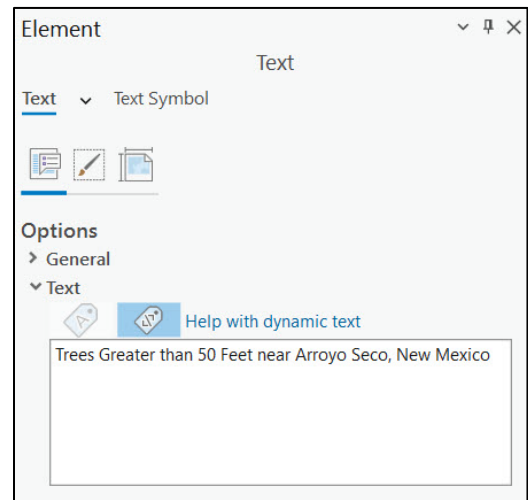 Element
Text
Text Text Symbol
Options
General
Text
Help with dynamic text
Trees Greater than 50 Feet near Arroyo Seco, New Mexico